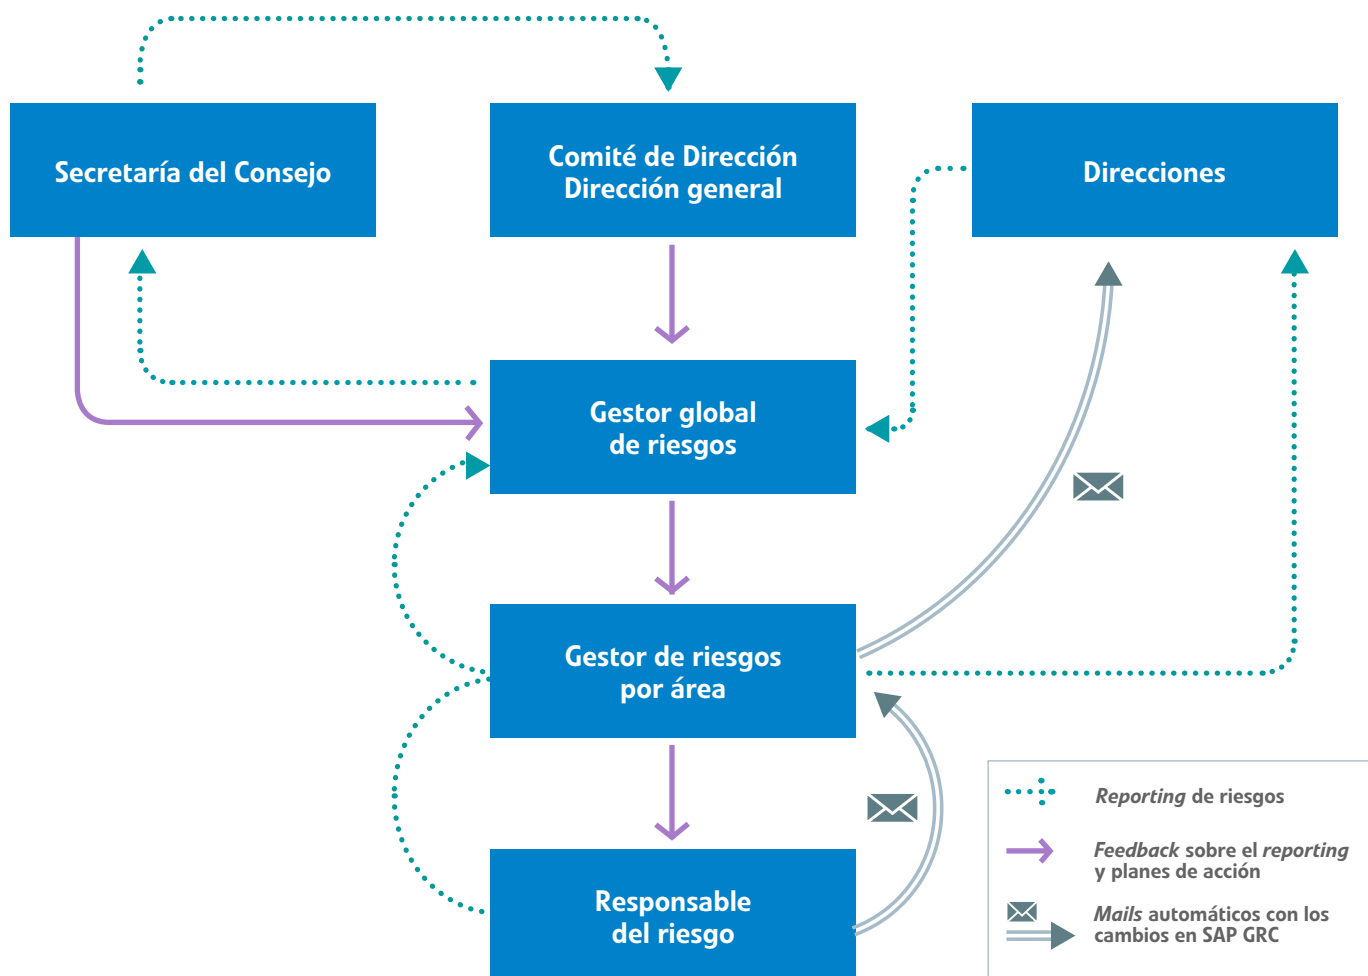 Secretaría del Consejo
Comité de Dirección
Dirección general
Direcciones
Gestor global
de riesgos
Gestor de riesgos
por área
Responsable
del riesgo
Reporting de riesgos
Feedback sobre el reporting
y planes de acción
Mails automáticos con los
cambios en SAP GRC